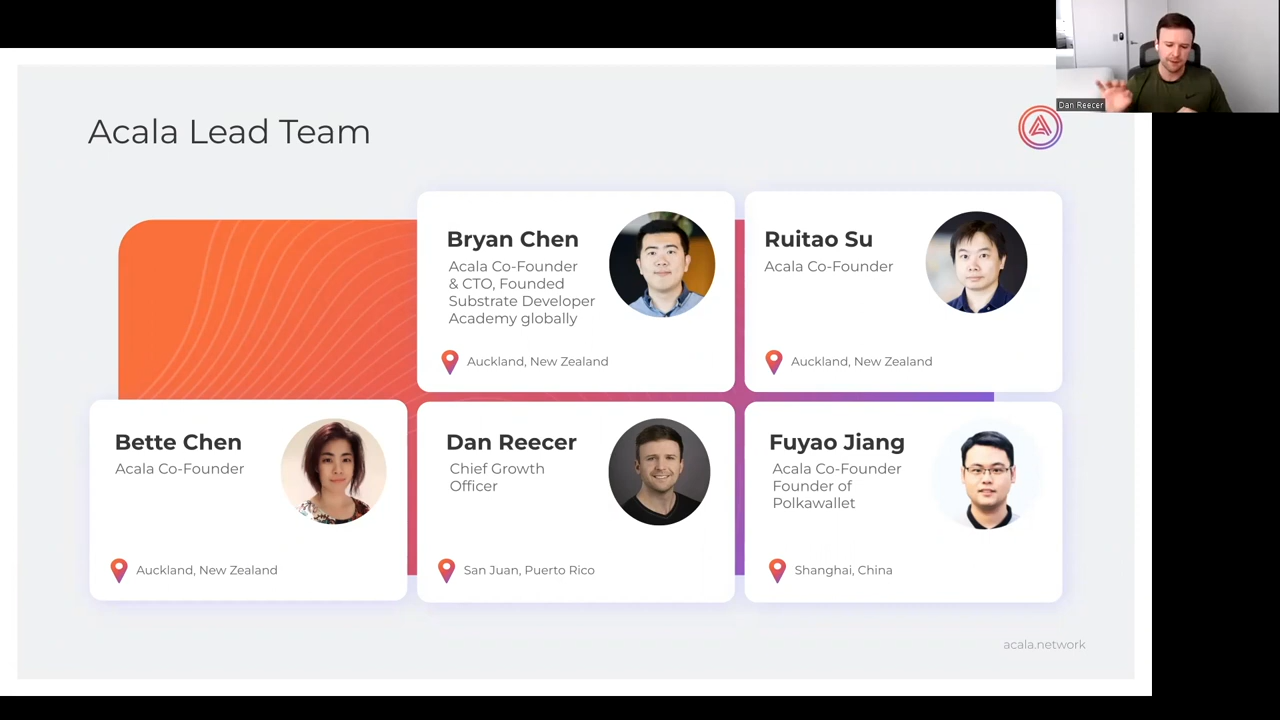 Dan Reecer
Acala Lead Team
Bryan Chen
Acala Co-Founder
& CTO, Founded
Substrate Developer
Academy globally
Auckland, New Zealand
Ruitao Su
Acala Co-Founder
Auckland, New Zealand
Bette Chen
Acala Co-Founder
Auckland, New Zealand
Dan Reecer
Chief Growth
Officer
San Juan, Puerto Rico
Fuyao Jiang
Acala Co-Founder
Founder of
Polkawallet
Shanghai, China
acala.network